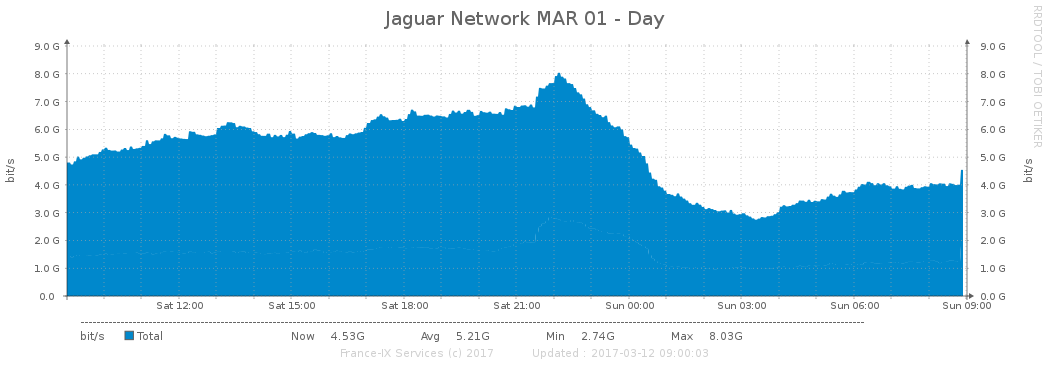 Jaguar Network MAR 01 - Day
RRDTOOL / TOBI OETIKER
9.0 G 9.0 G
8.0 G 8.0 G
7.0 G 7.0 G
6.0 G 6.0 G
5.0 G 5.0 G
4.0 G 4.0 G
3.0 G 3.0 G
2.0 G 2.0 G
1.0 G 1.0 G
0.0 0.0 G
bit/s bit/s
Sat 12:00 Sat 15:00 Sat 18:00 Sat 21:00 Sun 00:00 Sun 03:00 Sun 06:00 Sun 09:00
bit/s Total Now 4.53G Avg 5.21G Min 2.74G Max 8.03G
France-IX Services (c) 2017 Updated : 2017-03-12 09:00:03